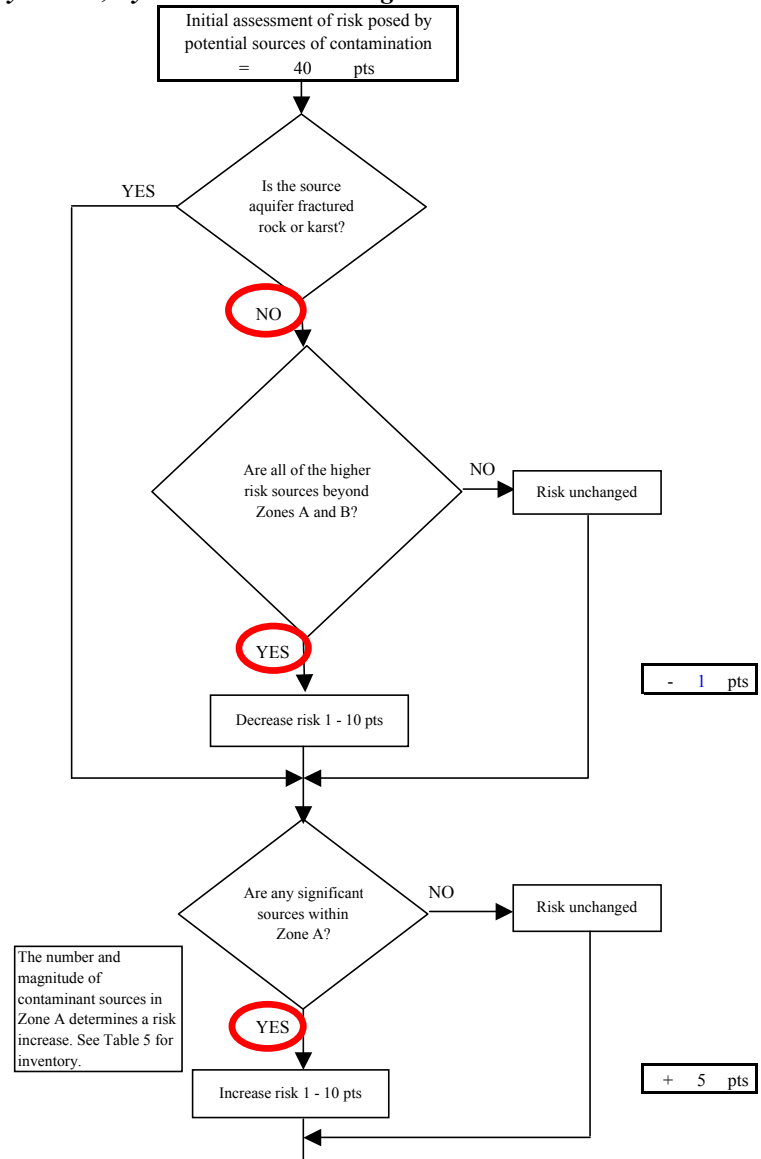 Initial assessment of risk posed by
potential sources of contamination
= 40 pts
YES
Is the source
aquifer fractured
rock or karst?
NO
Are all of the higher
risk sources beyond
Zones A and B?
NO
Risk unchanged
YES
- 1 pts
Decrease risk 1 - 10 pts
Are any significant
sources within
Zone A?
NO
Risk unchanged
The number and
magnitude of
contaminant sources in
Zone A determines a risk
increase. See Table 5 for
inventory.
YES
+ 5 pts
Increase risk 1 - 10 pts